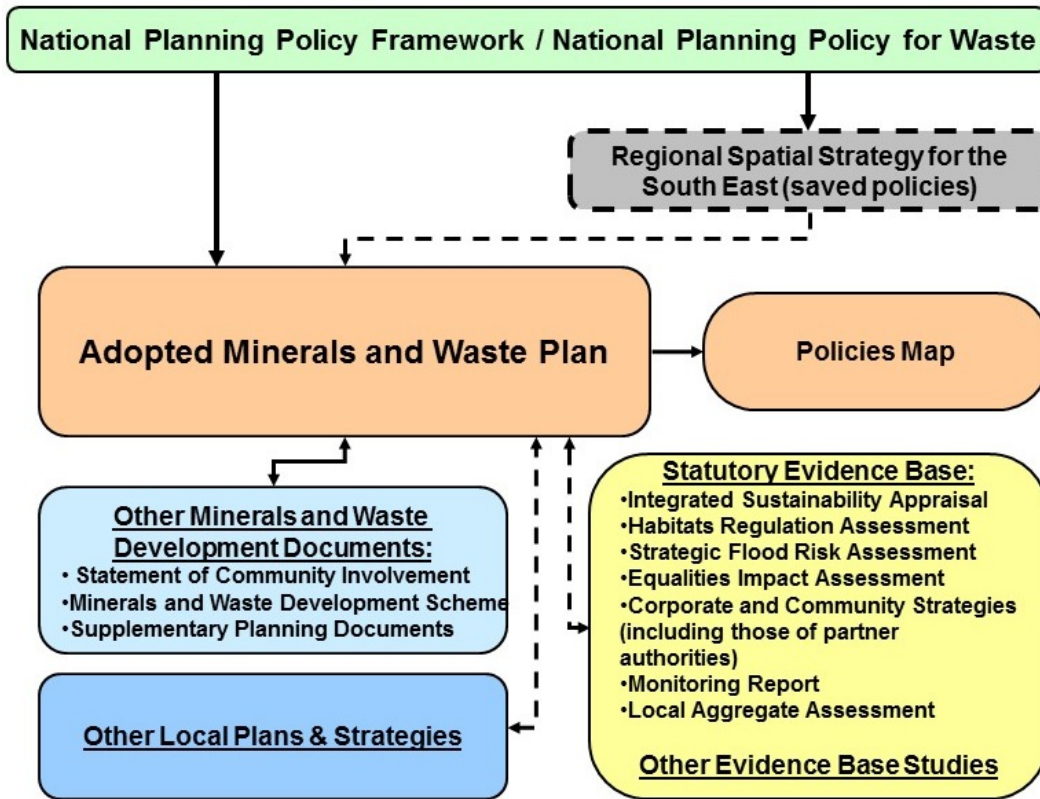 National Planning Policy Framework / National Planning Policy for Waste
Regional Spatial Strategy for the
South East (saved policies)
Adopted Minerals and Waste Plan
Policies Map
Other Minerals and Waste
Development Documents:
• Statement of Community Involvement
•Minerals and Waste Development Scheme
•Supplementary Planning Documents
Other Local Plans & Strategies
Statutory Evidence Base:
•Integrated Sustainability Appraisal
•Habitats Regulation Assessment
•Strategic Flood Risk Assessment
•Equalities Impact Assessment
•Corporate and Community Strategies
(including those of partner
authorities)
•Monitoring Report
•Local Aggregate Assessment
Other Evidence Base Studies